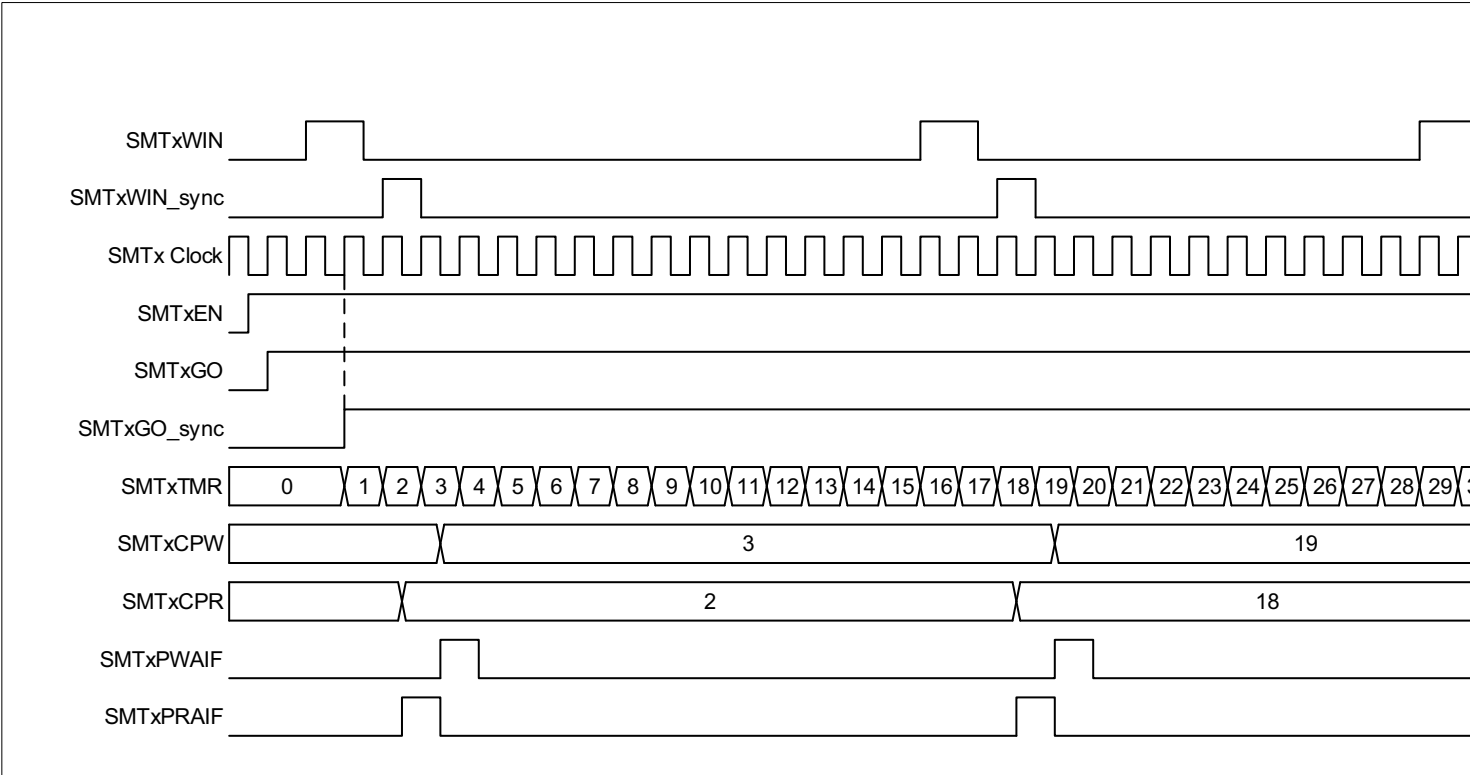 SMTxWIN
SMTxWIN_sync
SMTx Clock
SMTxEN
SMTxGO
SMTxGO_sync
SMTxTMR 0 1 2 3 4 5 6 7 8 9 10 11 12 13 14 15 16 17 18 19 20 21 22 23 24 25 26 27 28 29
SMTxCPW 3 19
SMTxCPR 2 18
SMTxPWAIF
SMTxPRAIF